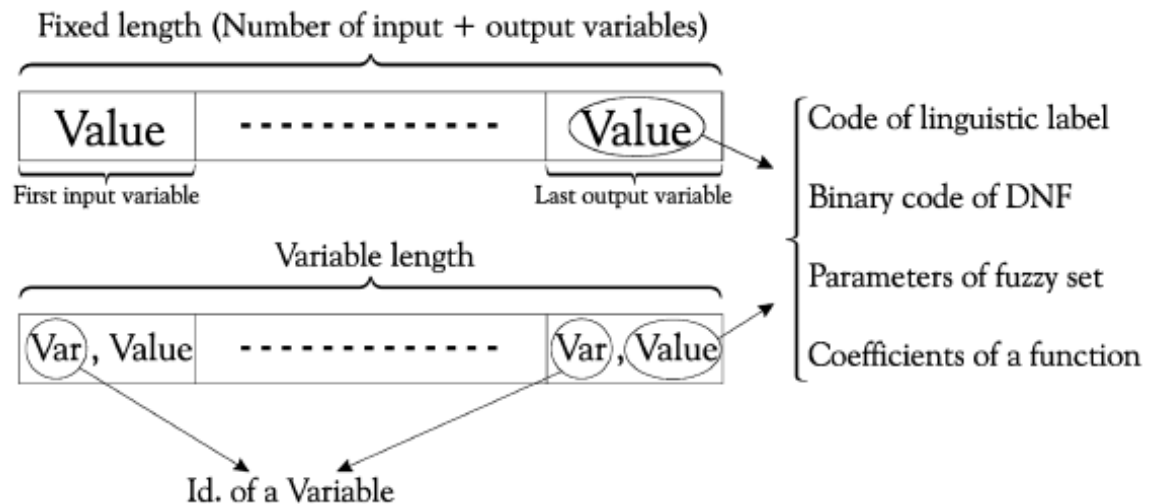 Fixed length (Number of input + output variables)
Value
Value
First input variable
Last output variable
Variable length
Var , Value
Var , Value
Id. of a Variable
Code of linguistic label
Binary code of DNF
Parameters of fuzzy set
Coefficients of a function